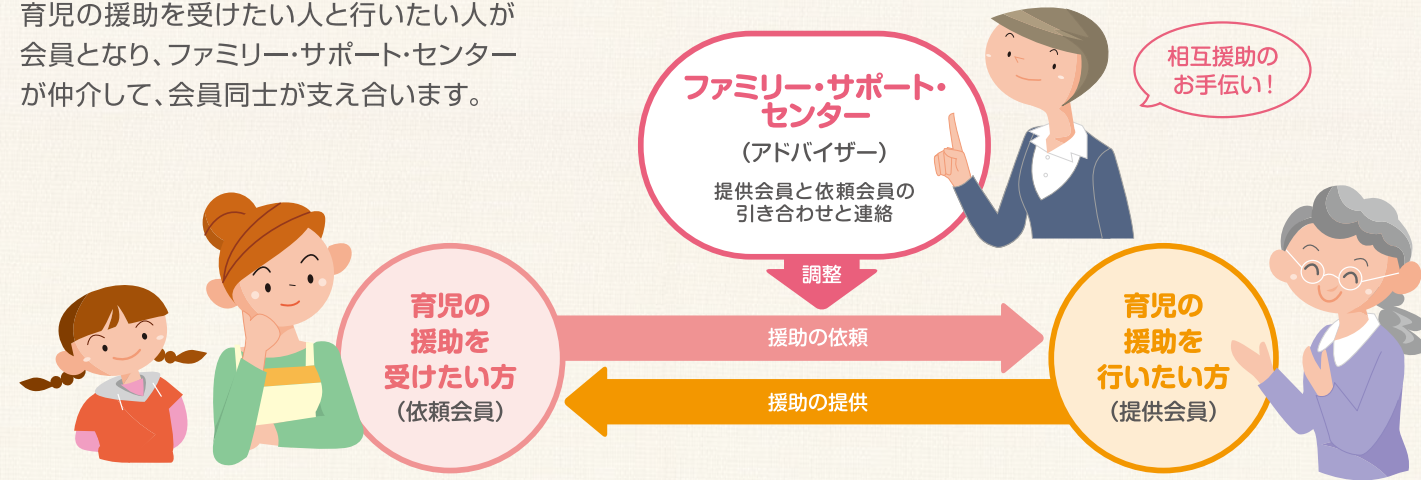 育児の援助を受けたい人と行いたい人が
会員となり、ファミリー・サポート・センター
が仲介して、会員同士が支え合います。
ファミリー・サポート・
センター
（アドバイザー）
提供会員と依頼会員の
引き合わせと連絡
相互援助の
お手伝い！
調整
育児の
援助を
受けたい方
（依頼会員）
援助の依頼
援助の提供
育児の
援助を
行いたい方
（提供会員）